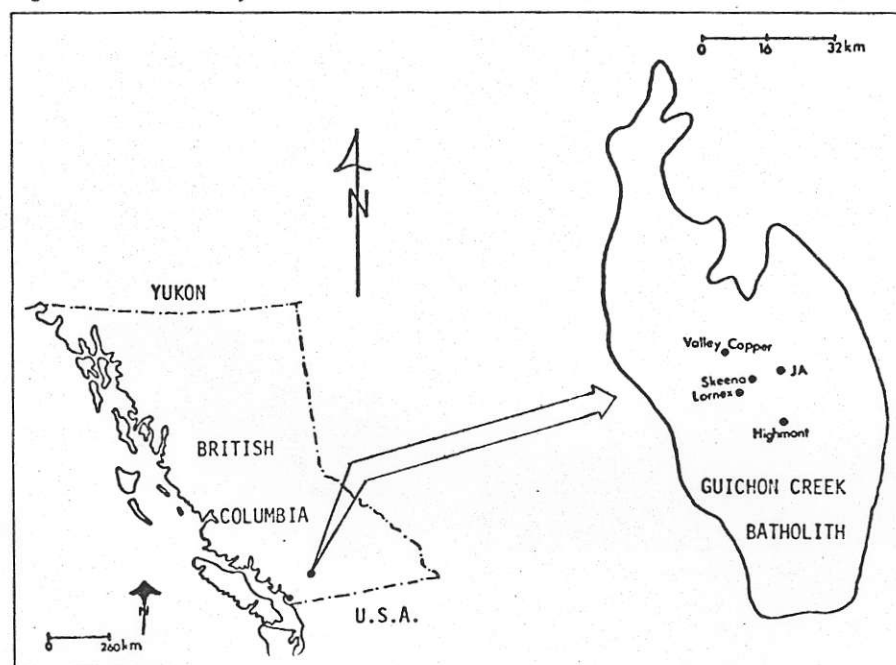 0 16 32km
N
YUKON
Valley Copper
JA
Skeena
Lornex
Highmont
BRITISH
COLUMBIA
GUICHON CREEK
BATHOLITH
N
U.S.A.
0 260km